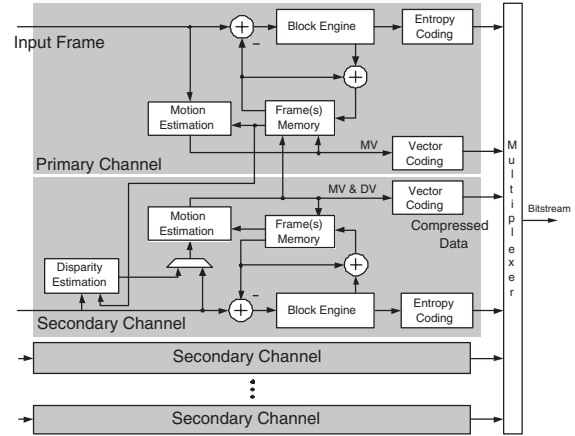 Input Frame
Block Engine
Entropy
Coding
Motion
Estimation
Frame(s)
Memory
MV
Vector
Coding
Primary Channel
MV & DV
Vector
Coding
Motion
Estimation
Frame(s)
Memory
Compressed
Data
Disparity
Estimation
Block Engine
Entropy
Coding
Secondary Channel
Secondary Channel
Secondary Channel
Multiplexer
Bitstream